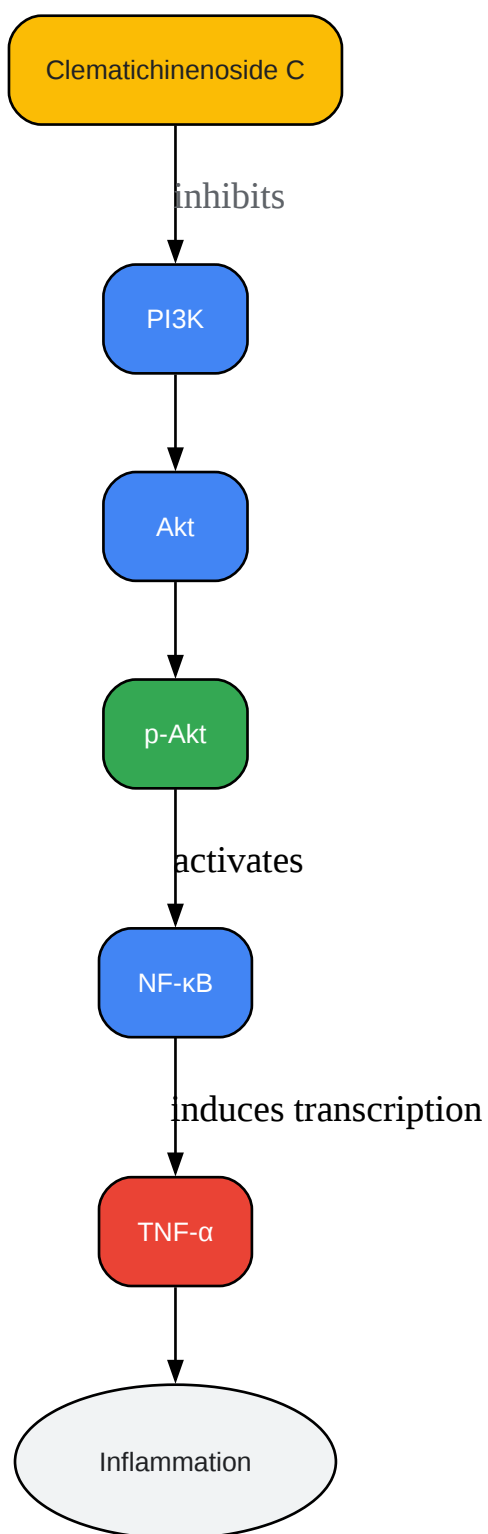 Clematichinenoside C
inhibits
PI3K
Akt
p-Akt
activates
NF-κB
induces transcription
TNF-α
Inflammation